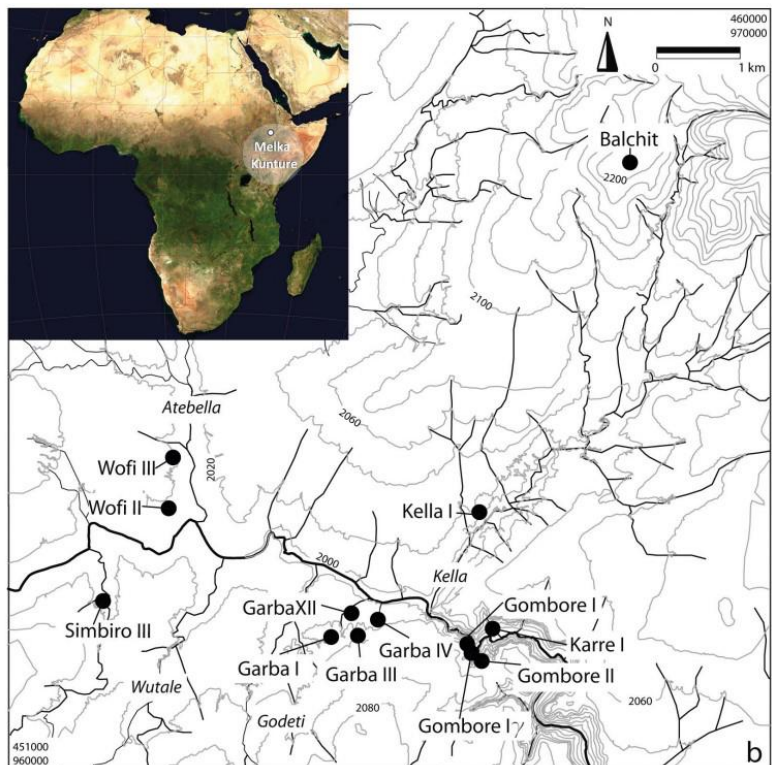 460000
970000
N
0 1 km
Melka
Kunture
Balchit
2200
2100
2060
Atebella
Wofi III
2020
Wofi II
Kella I
2000
Kella
Simbiro III
GarbaXII
Gombore I
Garba IV
Karre I
Garba I
Garba III
Gombore II
Wutale
Godeti
2080
Gombore Iγ
2060
451000
960000
b